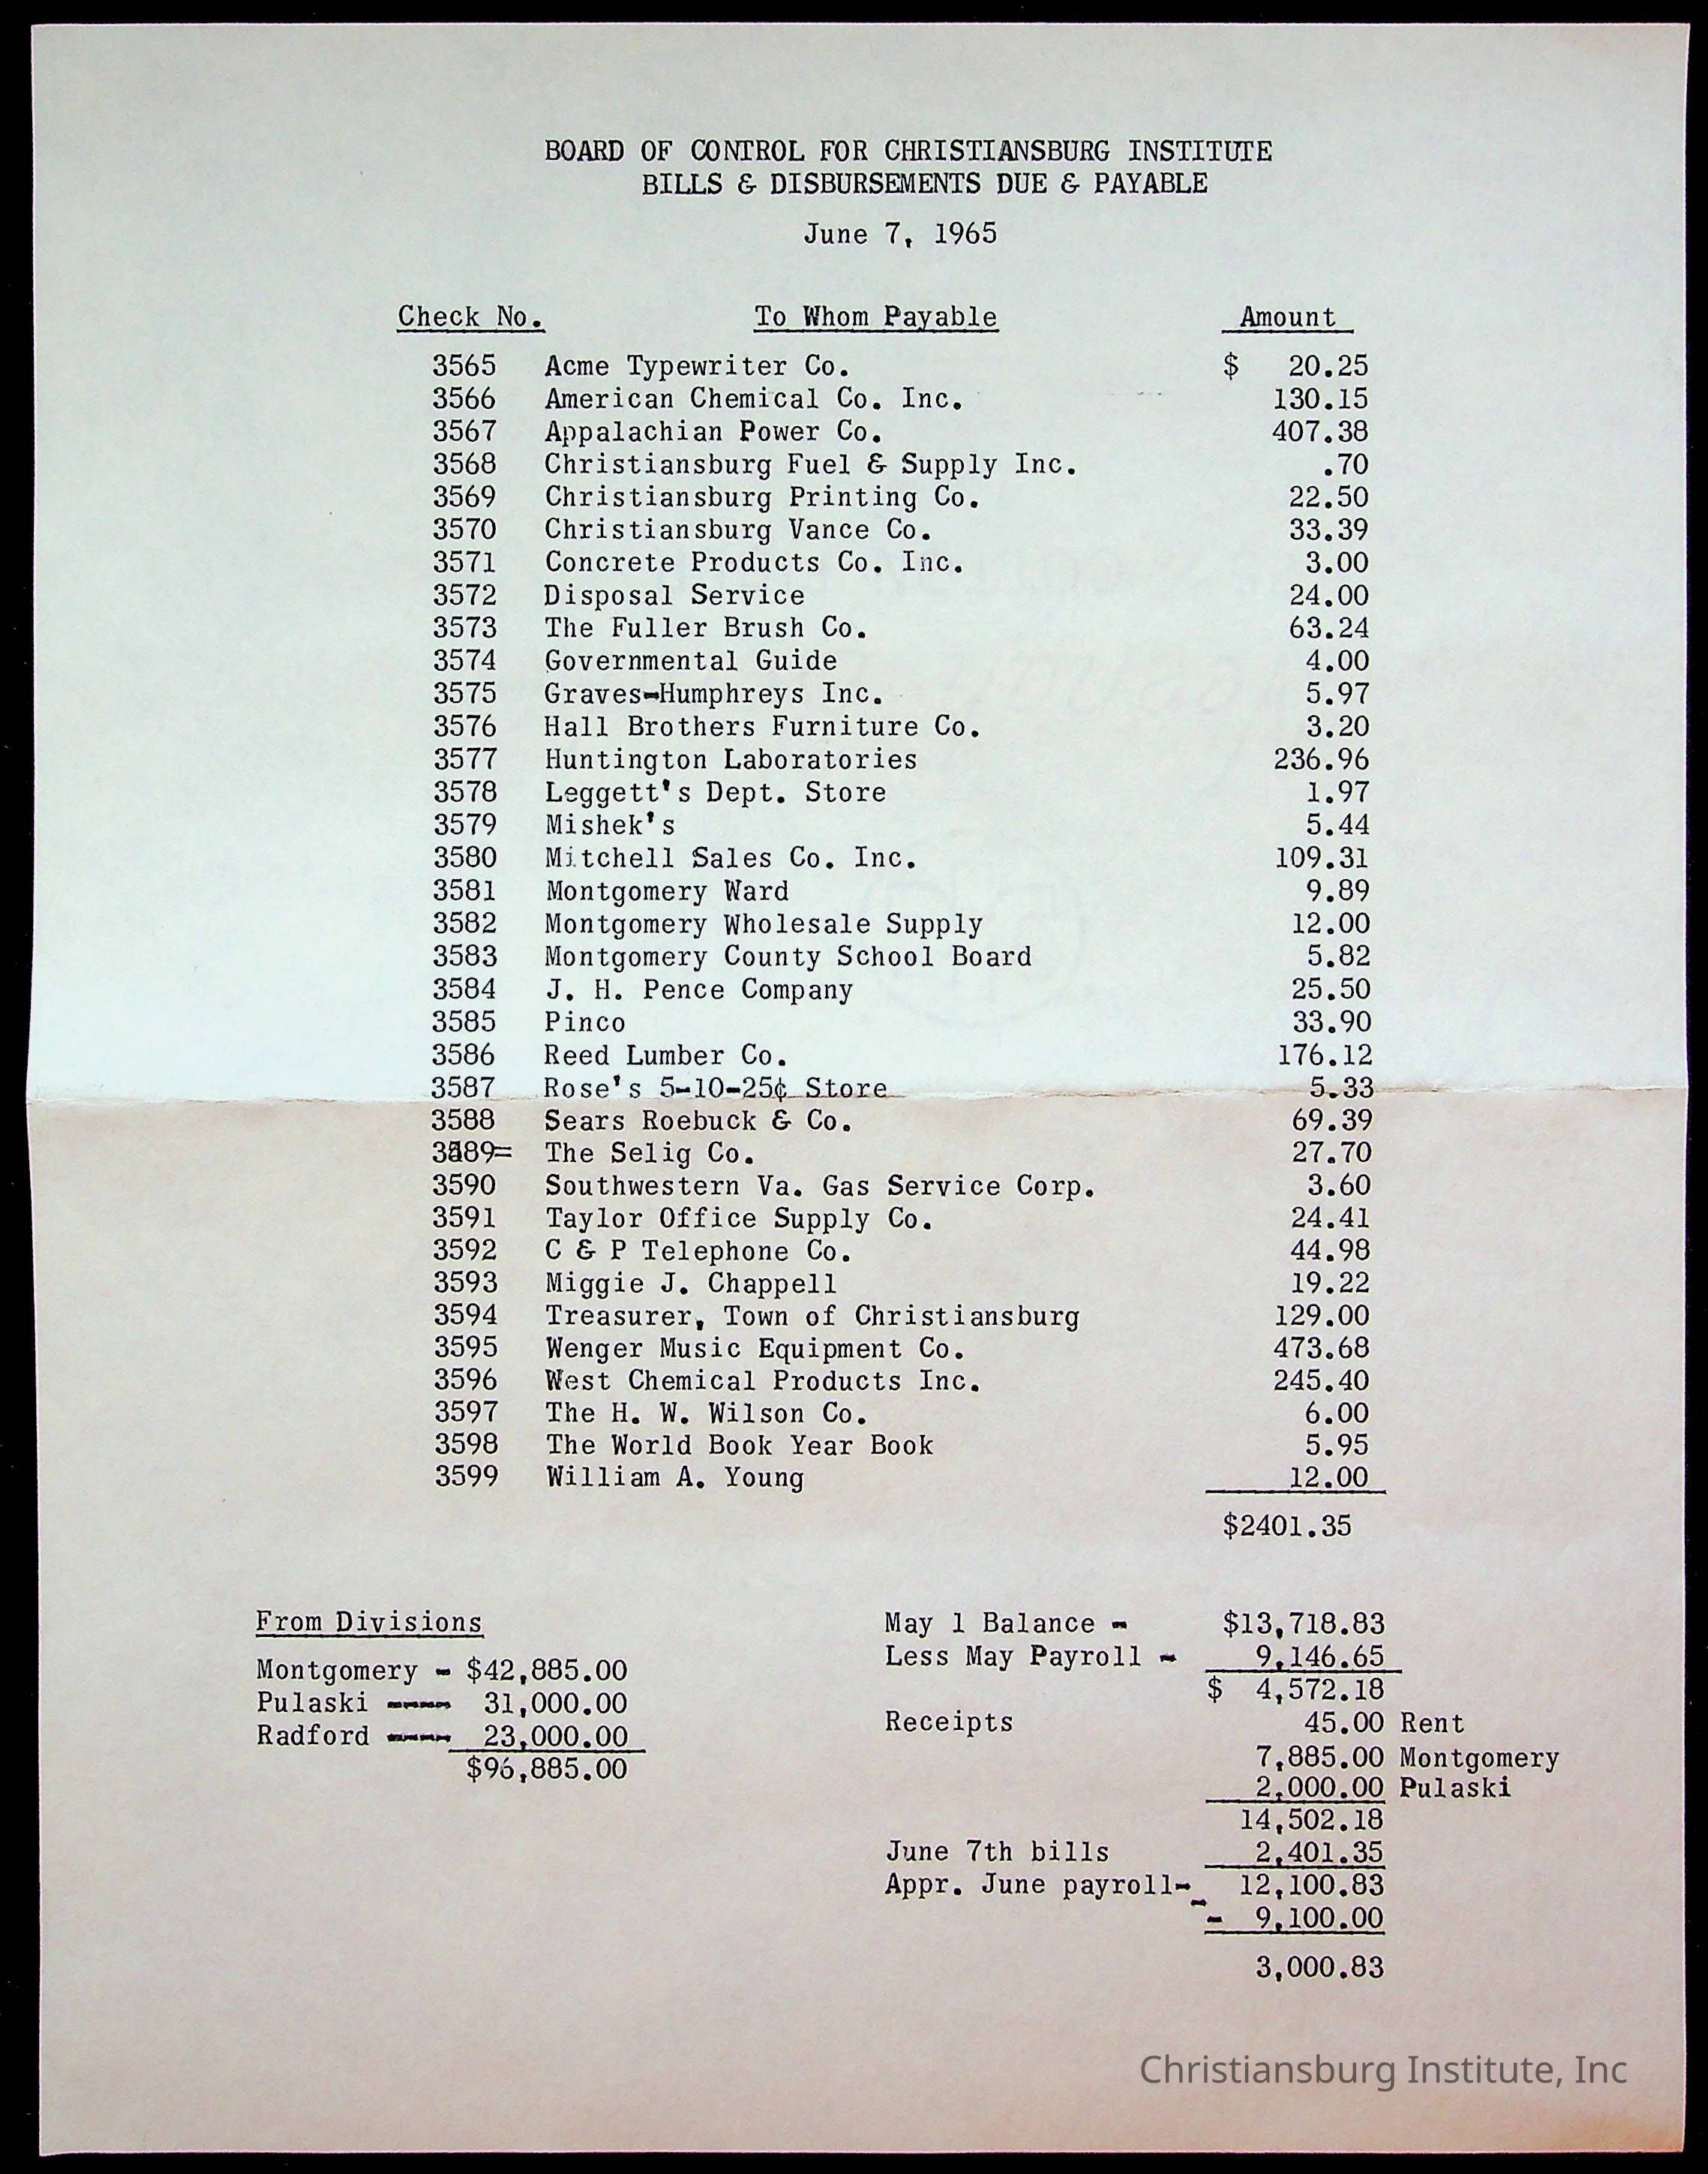 BOARD OF CONTROL FOR CHRISTIANSBURG INSTITUTE
BILLS & DISBURSEMENTS DUE & PAYABLE
June 7, 1965
Check No. To Whom Payable Amount
3565 Acme Typewriter Co. $ 20.25
3566 American Chemical Co. Inc. 130.15
3567 Appalachian Power Co. 407.38
3568 Christiansburg Fuel & Supply Inc. .70
3569 Christiansburg Printing Co. 22.50
3570 Christiansburg Vance Co. 33.39
3571 Concrete Products Co. Inc. 3.00
3572 Disposal Service 24.00
3573 The Fuller Brush Co. 63.24
3574 Governmental Guide 4.00
3575 Graves-Humphreys Inc. 5.97
3576 Hall Brothers Furniture Co. 3.20
3577 Huntington Laboratories 236.96
3578 Leggett's Dept. Store 1.97
3579 Mishek's 5.44
3580 Mitchell Sales Co. Inc. 109.31
3581 Montgomery Ward 9.89
3582 Montgomery Wholesale Supply 12.00
3583 Montgomery County School Board 5.82
3584 J. H. Pence Company 25.50
3585 Pinco 33.90
3586 Reed Lumber Co. 176.12
3587 Rose's 5-10-25¢ Store 5.33
3588 Sears Roebuck & Co. 69.39
3589= The Selig Co. 27.70
3590 Southwestern Va. Gas Service Corp. 3.60
3591 Taylor Office Supply Co. 24.41
3592 C & P Telephone Co. 44.98
3593 Miggie J. Chappell 19.22
3594 Treasurer, Town of Christiansburg 129.00
3595 Wenger Music Equipment Co. 473.68
3596 West Chemical Products Inc. 245.40
3597 The H. W. Wilson Co. 6.00
3598 The World Book Year Book 5.95
3599 William A. Young 12.00
$2401.35
From Divisions
Montgomery - $42,885.00
Pulaski ---- 31,000.00
Radford ---- 23,000.00
$96,885.00
May 1 Balance - $13,718.83
Less May Payroll - 9,146.65
$ 4,572.18
Receipts 45.00 Rent
7,885.00 Montgomery
2,000.00 Pulaski
14,502.18
June 7th bills 2,401.35
Appr. June payroll- 12,100.83
- 9,100.00
3,000.83
Christiansburg Institute, Inc